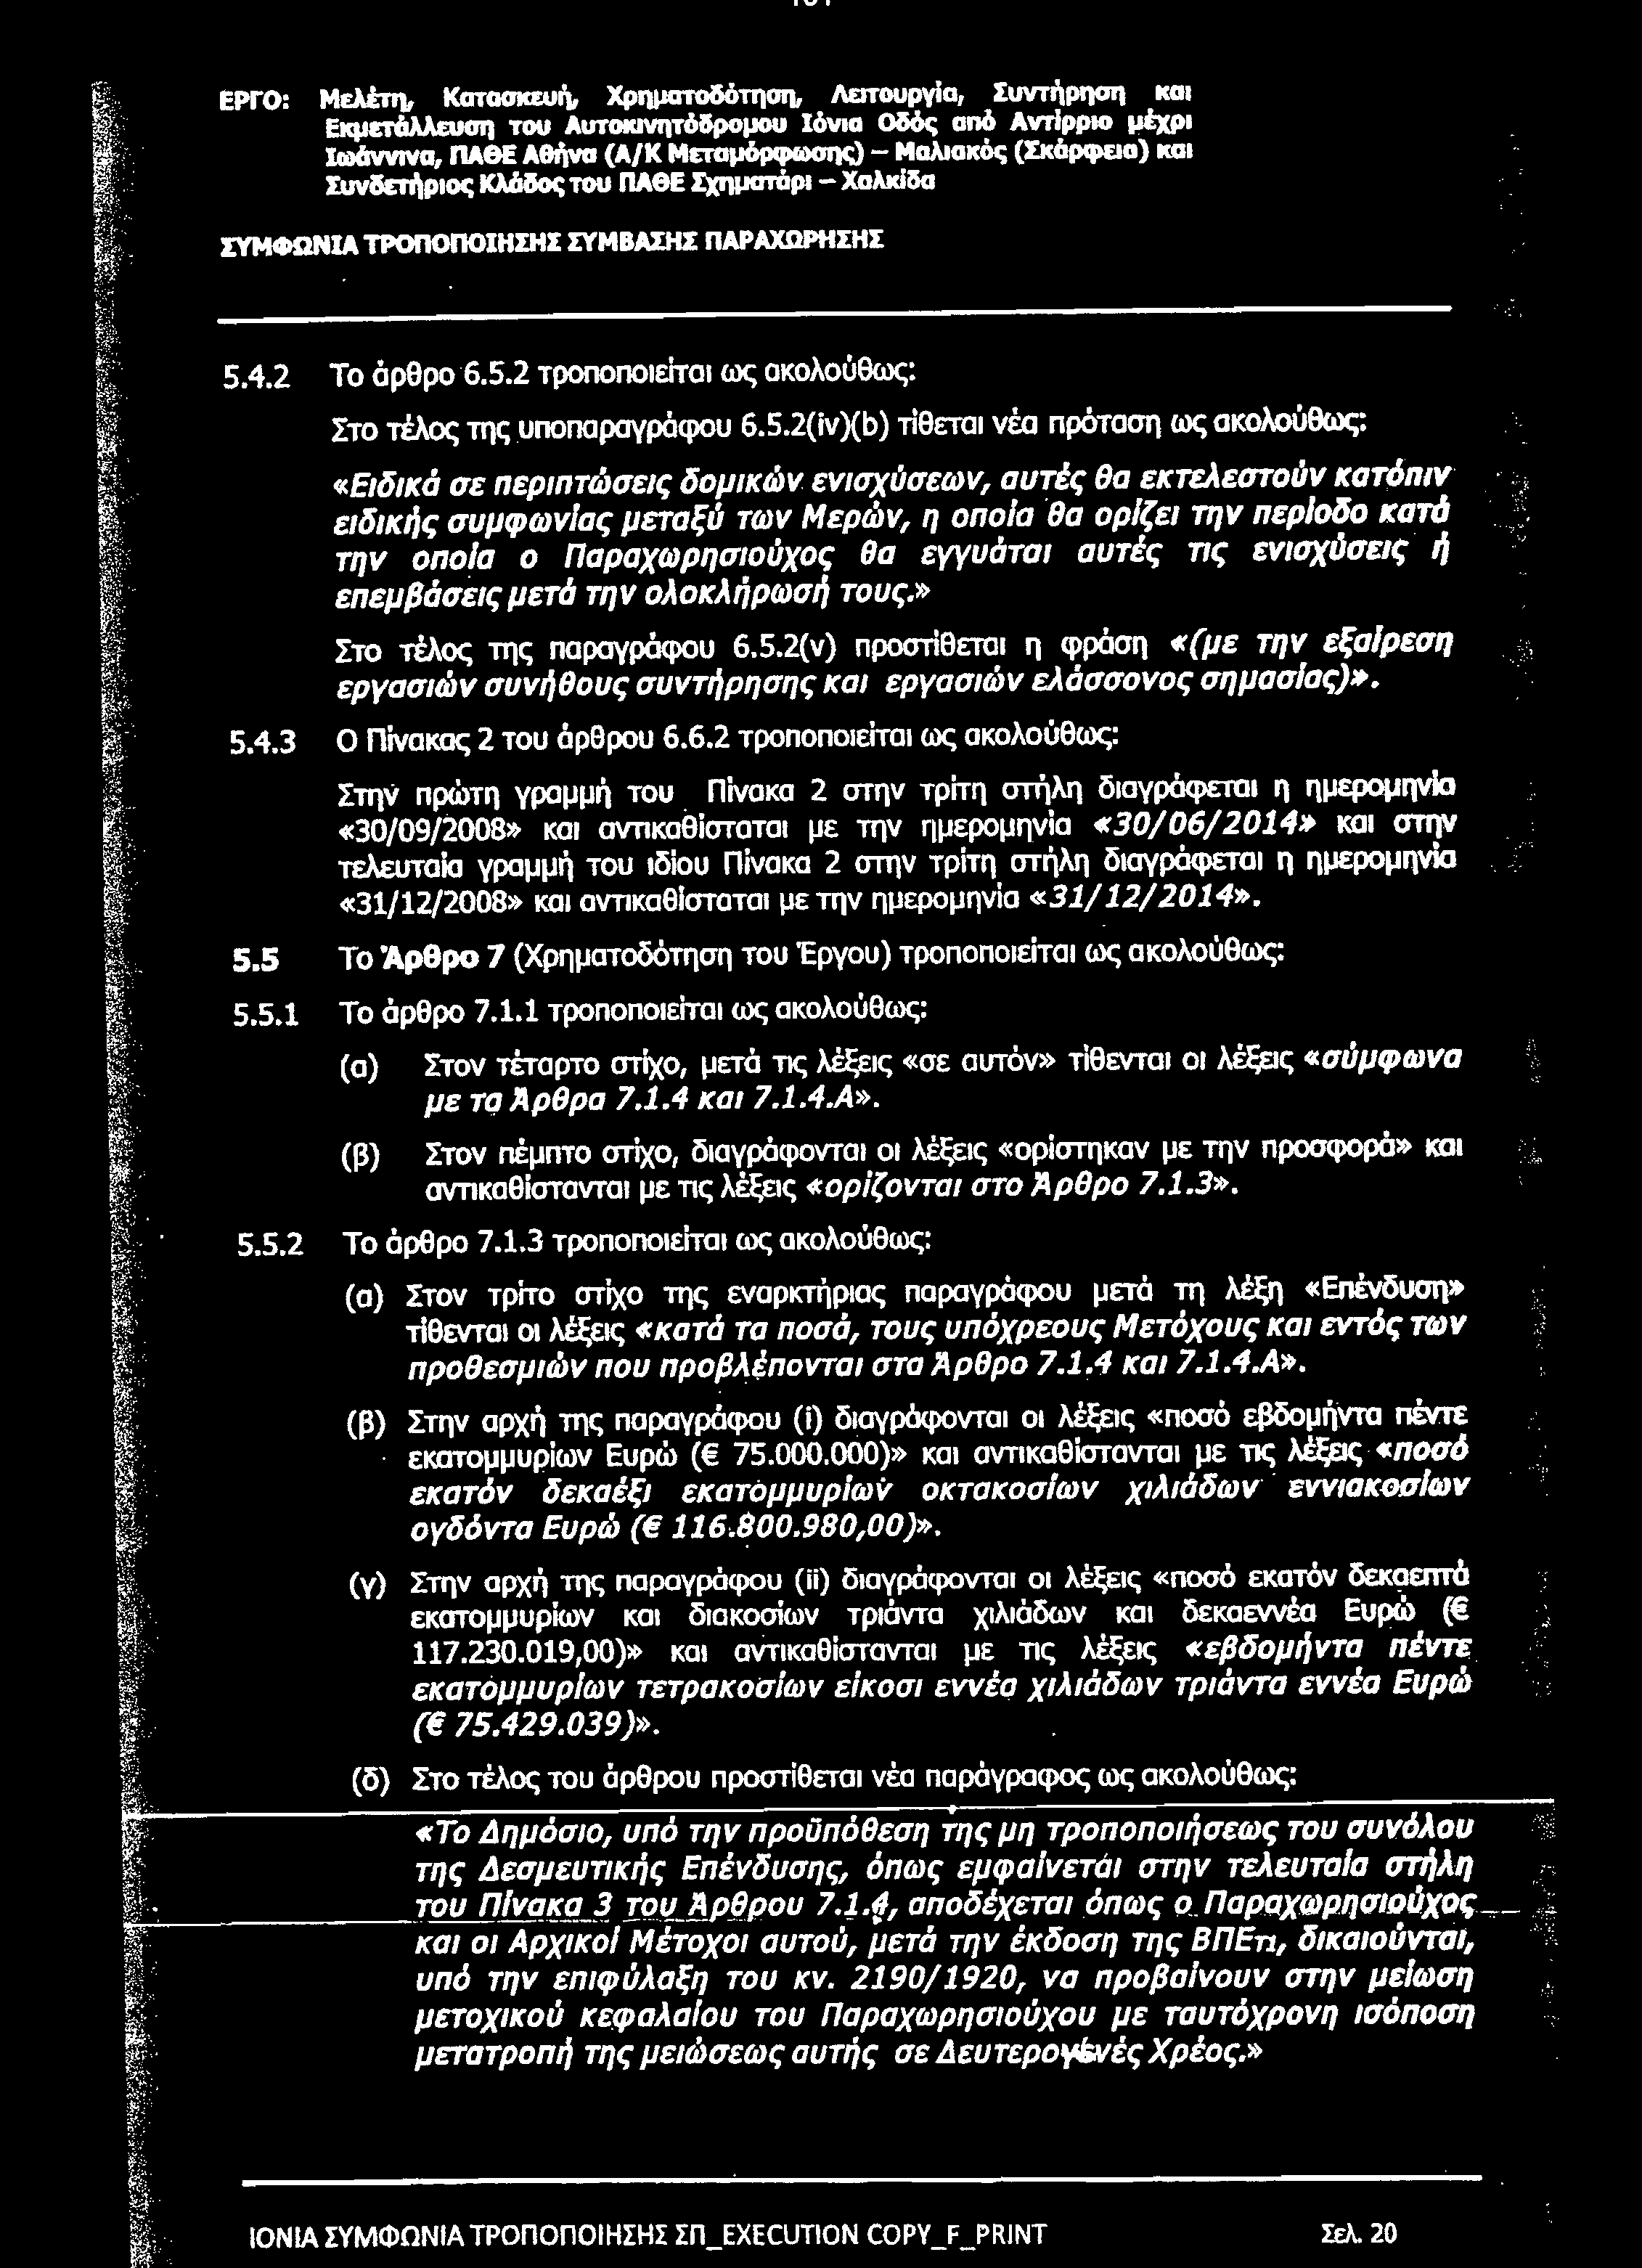 ΕΡΓΟ: Μελέτη, Κατασκευή, Χρηματοδότηση, Λειτουργία, Συντήρηση και
Εκμετάλλευση του Αυτοκινητόδρομου Ιόνια Οδός από Αντίρριο μέχρι
Ιωάννινα, ΠΑΘΕ Αθήνα (Α/Κ Μεταμόρφωσης) – Μαλιακός (Σκάρφεια) και
Συνδετήριος Κλάδος του ΠΑΘΕ Σχηματάρι – Χαλκίδα
ΣΥΜΦΩΝΙΑ ΤΡΟΠΟΠΟΙΗΣΗΣ ΣΥΜΒΑΣΗΣ ΠΑΡΑΧΩΡΗΣΗΣ
5.4.2 Το άρθρο 6.5.2 τροποποιείται ως ακολούθως:
Στο τέλος της υποπαραγράφου 6.5.2(iv)(b) τίθεται νέα πρόταση ως ακολούθως:
«Ειδικά σε περιπτώσεις δομικών ενισχύσεων, αυτές θα εκτελεστούν κατόπιν
ειδικής συμφωνίας μεταξύ των Μερών, η οποία θα ορίζει την περίοδο κατά
την οποία ο Παραχωρησιούχος θα εγγυάται αυτές τις ενισχύσεις ή
επεμβάσεις μετά την ολοκλήρωσή τους.»
Στο τέλος της παραγράφου 6.5.2(v) προστίθεται η φράση «(με την εξαίρεση
εργασιών συνήθους συντήρησης και εργασιών ελάσσονος σημασίας)».
5.4.3 Ο Πίνακας 2 του άρθρου 6.6.2 τροποποιείται ως ακολούθως:
Στην πρώτη γραμμή του Πίνακα 2 στην τρίτη στήλη διαγράφεται η ημερομηνία
«30/09/2008» και αντικαθίσταται με την ημερομηνία «30/06/2014» και στην
τελευταία γραμμή του ιδίου Πίνακα 2 στην τρίτη στήλη διαγράφεται η ημερομηνία
«31/12/2008» και αντικαθίσταται με την ημερομηνία «31/12/2014».
5.5 Το Άρθρο 7 (Χρηματοδότηση του Έργου) τροποποιείται ως ακολούθως:
5.5.1 Το άρθρο 7.1.1 τροποποιείται ως ακολούθως:
(α) Στον τέταρτο στίχο, μετά τις λέξεις «σε αυτόν» τίθενται οι λέξεις «σύμφωνα
με τα Άρθρα 7.1.4 και 7.1.4.Α».
(β) Στον πέμπτο στίχο, διαγράφονται οι λέξεις «ορίστηκαν με την προσφορά» και
αντικαθίστανται με τις λέξεις «ορίζονται στο Άρθρο 7.1.3».
5.5.2 Το άρθρο 7.1.3 τροποποιείται ως ακολούθως:
(α) Στον τρίτο στίχο της εναρκτήριας παραγράφου μετά τη λέξη «Επένδυση»
τίθενται οι λέξεις «κατά τα ποσά, τους υπόχρεους Μετόχους και εντός των
προθεσμιών που προβλέπονται στα Άρθρο 7.1.4 και 7.1.4.Α».
(β) Στην αρχή της παραγράφου (i) διαγράφονται οι λέξεις «ποσό εβδομήντα πέντε
εκατομμυρίων Ευρώ (€ 75.000.000)» και αντικαθίστανται με τις λέξεις «ποσό
εκατόν δεκαέξι εκατομμυρίων οκτακοσίων χιλιάδων εννιακοσίων
ογδόντα Ευρώ (€ 116.800.980,00)».
(γ) Στην αρχή της παραγράφου (ii) διαγράφονται οι λέξεις «ποσό εκατόν δεκαεπτά
εκατομμυρίων και διακοσίων τριάντα χιλιάδων και δεκαεννέα Ευρώ (€
117.230.019,00)» και αντικαθίστανται με τις λέξεις «εβδομήντα πέντε
εκατομμυρίων τετρακοσίων είκοσι εννέα χιλιάδων τριάντα εννέα Ευρώ
(€ 75.429.039)».
(δ) Στο τέλος του άρθρου προστίθεται νέα παράγραφος ως ακολούθως:
«Το Δημόσιο, υπό την προϋπόθεση της μη τροποποιήσεως του συνόλου
της Δεσμευτικής Επένδυσης, όπως εμφαίνεται στην τελευταία στήλη
του Πίνακα 3 του Άρθρου 7.1.4, αποδέχεται όπως ο Παραχωρησιούχος
και οι Αρχικοί Μέτοχοι αυτού, μετά την έκδοση της ΒΠΕτι, δικαιούνται,
υπό την επιφύλαξη του κν. 2190/1920, να προβαίνουν στην μείωση
μετοχικού κεφαλαίου του Παραχωρησιούχου με ταυτόχρονη ισόποση
μετατροπή της μειώσεως αυτής σε Δευτερογενές Χρέος.»
ΙΟΝΙΑ ΣΥΜΦΩΝΙΑ ΤΡΟΠΟΠΟΙΗΣΗΣ ΣΠ_EXECUTION COPY_F_PRINT Σελ. 20